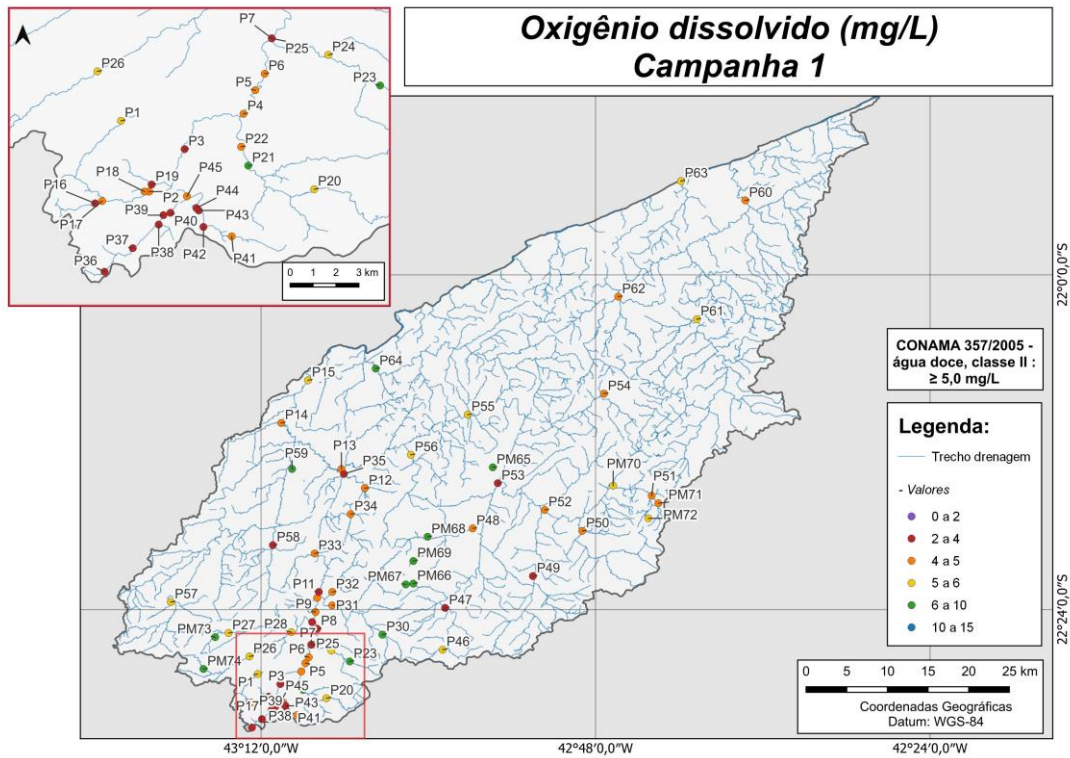 Oxigênio dissolvido (mg/L)
Campanha 1
P7
P25
P24
P26
P6
P23
P5
P1
P4
P3
P22
P21
P45
P18
P19
P20
P16
P2
P44
P39
P43
P17
P40
P37
P38
P42
P41
P36
0 1 2 3 km
P63
P60
22°0'0,0"S
P62
P61
CONAMA 357/2005 -
água doce, classe II :
≥ 5,0 mg/L
P64
P15
P54
P14
P55
P56
P13
P59
P35
PM65
P53
P12
PM70
P51
PM71
P34
P52
PM72
PM68
P48
P50
P58
P33
PM69
PM67
PM66
P49
P11
P32
P57
P9
P31
P47
22°24'0,0"S
P8
PM73
P27
P28
P7
P30
P25
P46
P26
P6
P23
PM74
P1
P3
P5
P45
P20
P17
P39
P43
P38
P41
Legenda:
Trecho drenagem
- Valores
0 a 2
2 a 4
4 a 5
5 a 6
6 a 10
10 a 15
0 5 10 15 20 25 km
Coordenadas Geográficas
Datum: WGS-84
43°12'0,0"W
42°48'0,0"W
42°24'0,0"W